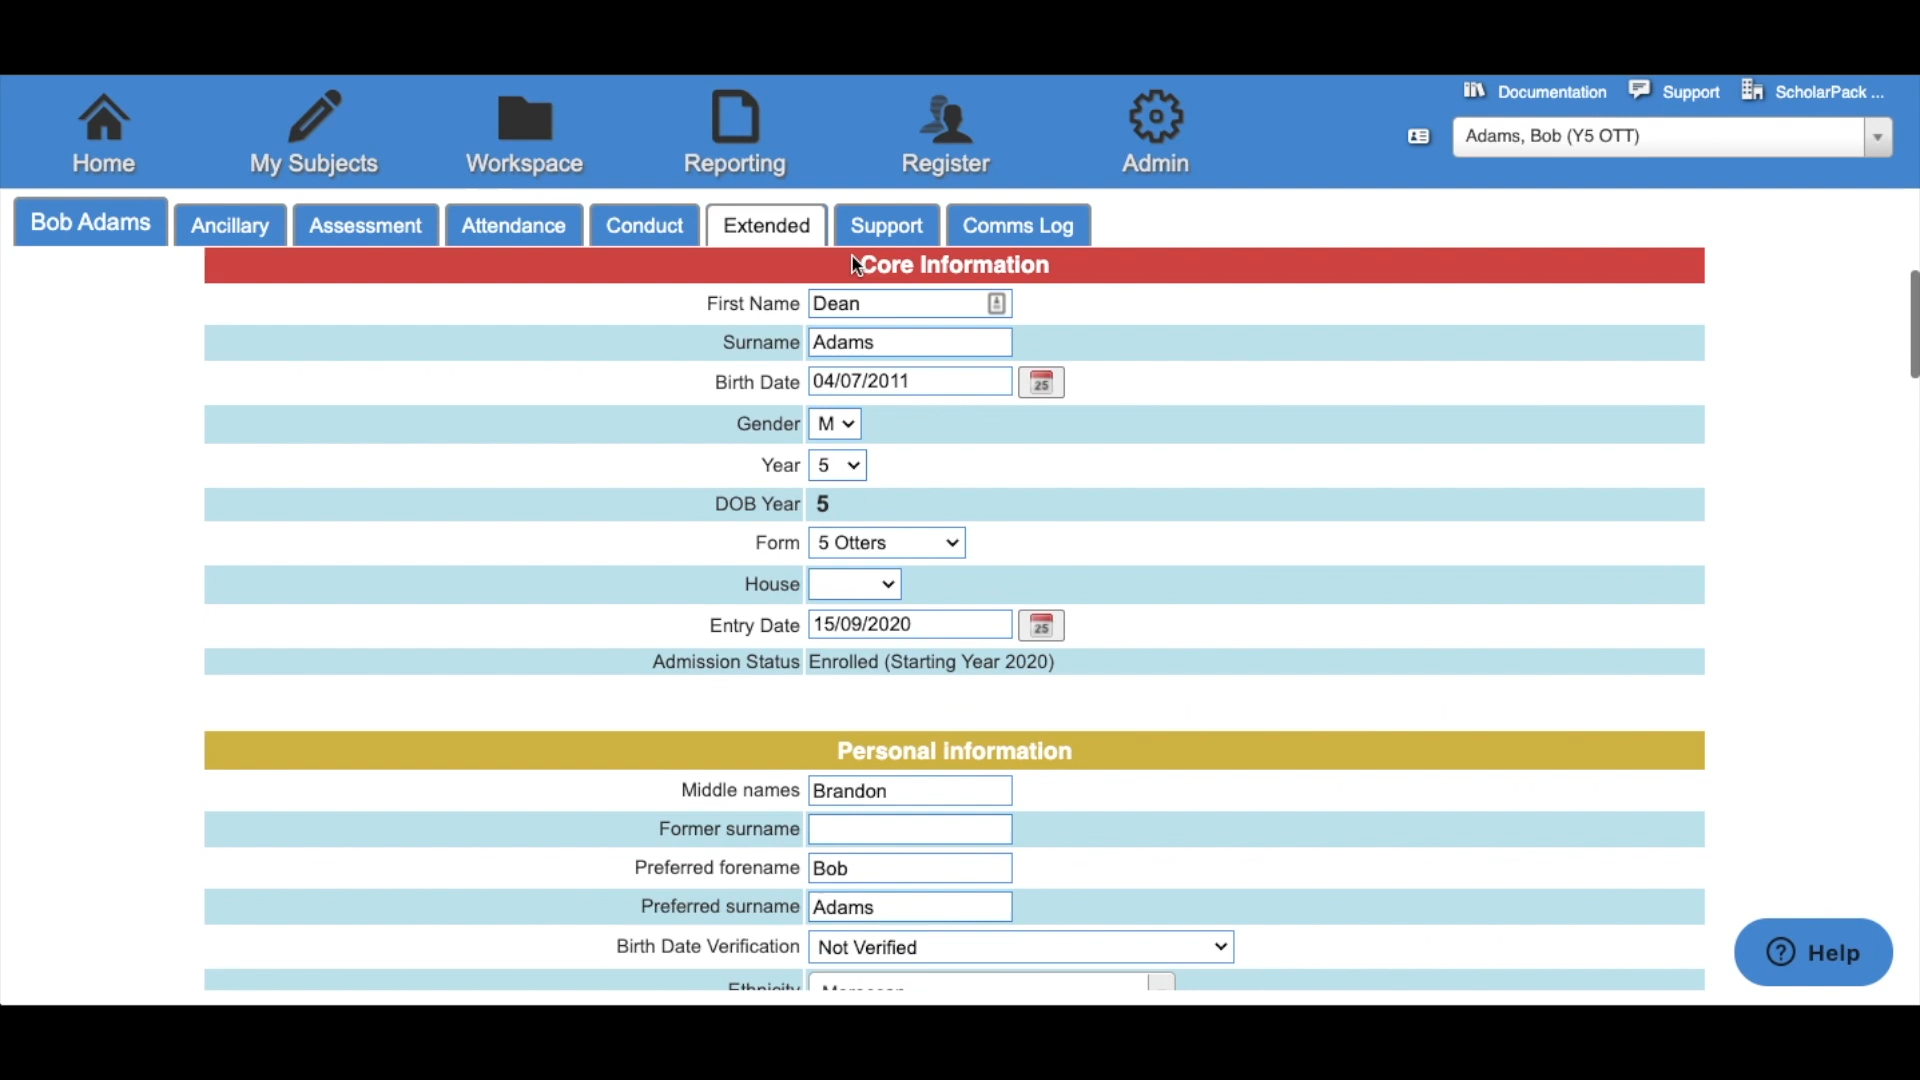 Documentation Support ScholarPack ...
Home My Subjects Workspace Reporting Register Admin
Adams, Bob (Y5 OTT)
Bob Adams Ancillary Assessment Attendance Conduct Extended Support Comms Log
Core Information
First Name Dean
Surname Adams
Birth Date 04/07/2011 25
Gender M
Year 5
DOB Year 5
Form 5 Otters
House
Entry Date 15/09/2020 25
Admission Status Enrolled (Starting Year 2020)
Personal information
Middle names Brandon
Former surname
Preferred forename Bob
Preferred surname Adams
Birth Date Verification Not Verified
Ethnicity Moroccan
? Help